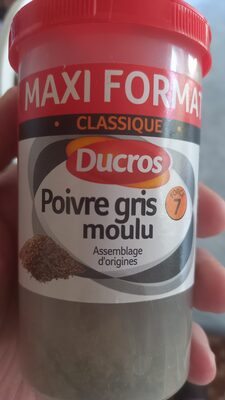 MAXI FORMAT
• CLASSIQUE •
Ducros
Poivre gris
moulu
7
Assemblage
d'origines